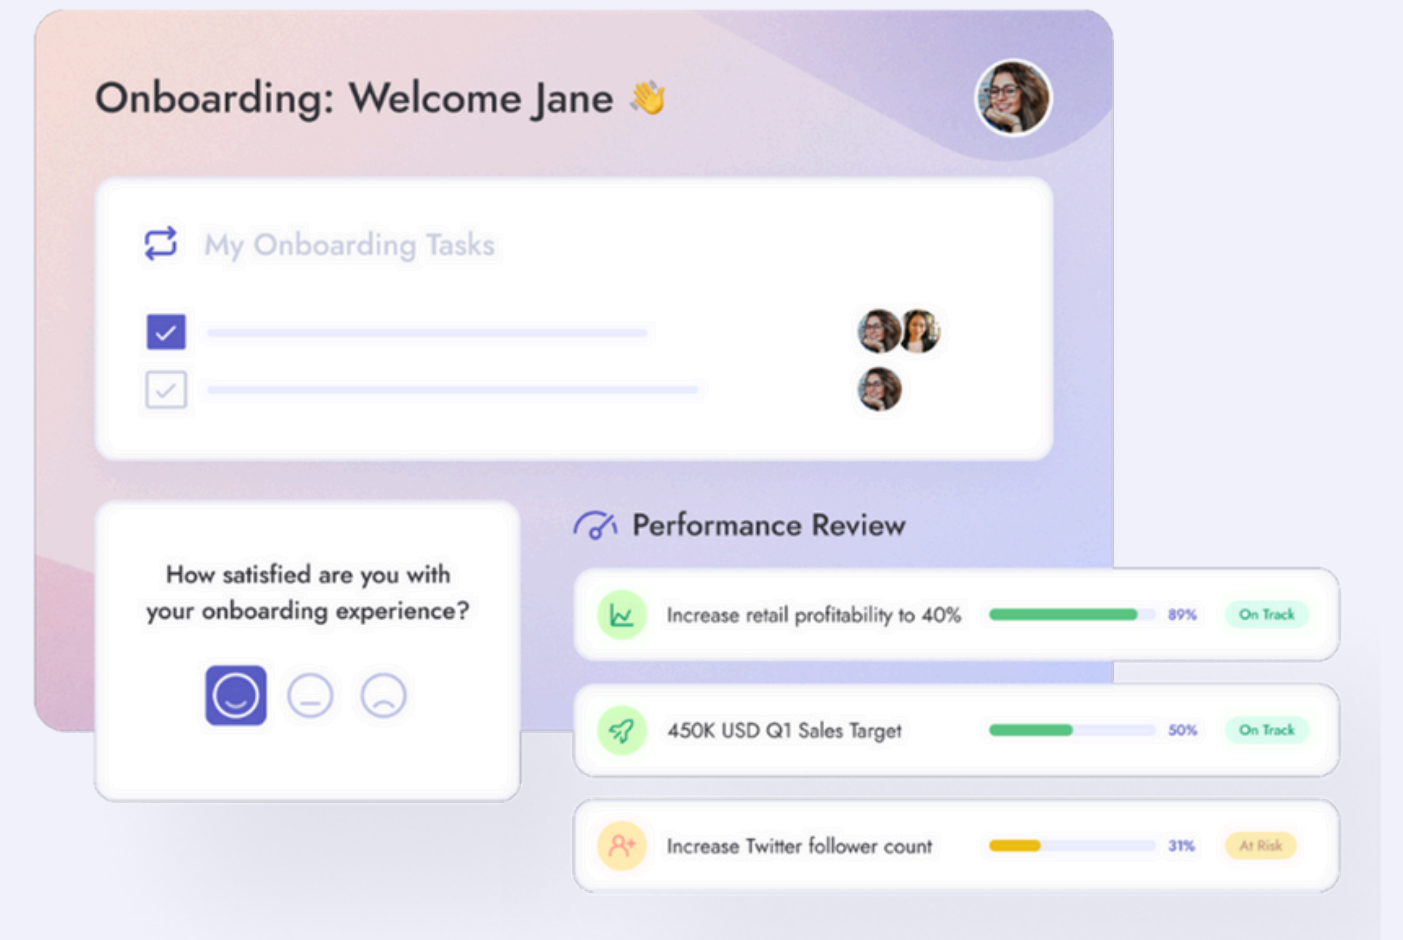 Onboarding: Welcome Jane 👋
My Onboarding Tasks
How satisfied are you with
your onboarding experience?
Performance Review
Increase retail profitability to 40% 89% On Track
450K USD Q1 Sales Target 50% On Track
Increase Twitter follower count 31% At Risk